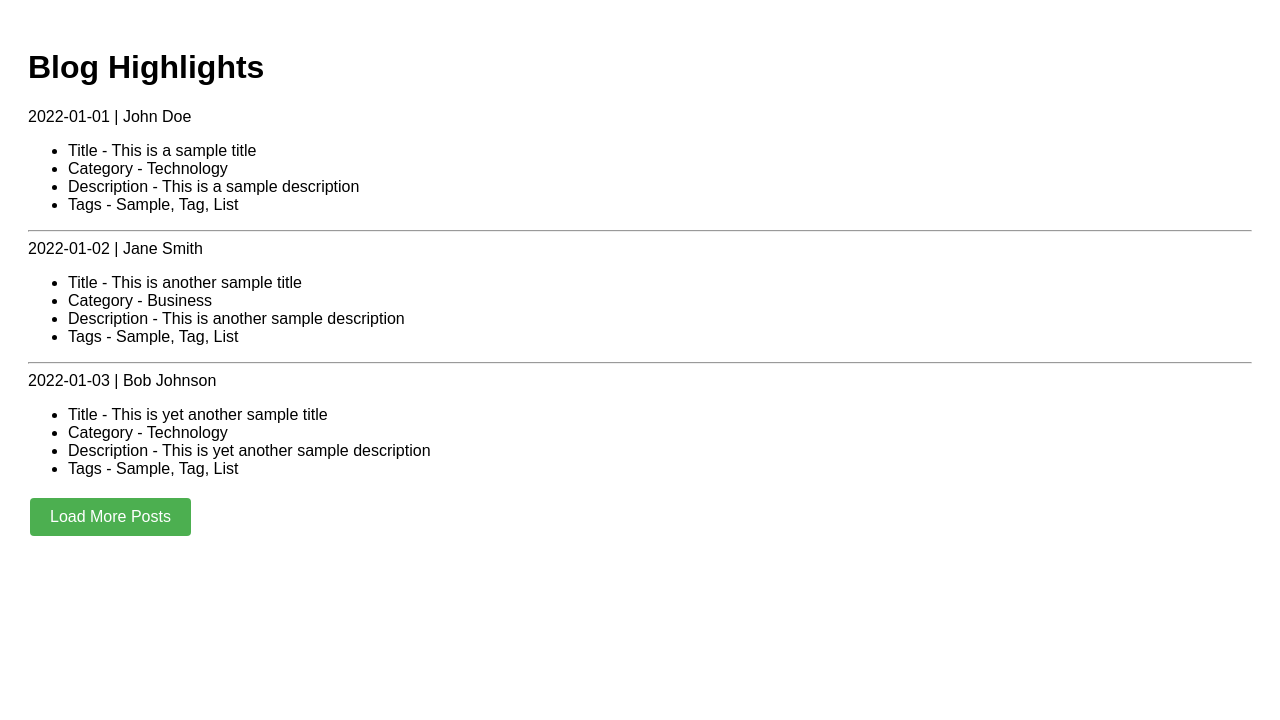 Blog Highlights
2022-01-01 | John Doe
Title - This is a sample title
Category - Technology
Description - This is a sample description
Tags - Sample, Tag, List
2022-01-02 | Jane Smith
Title - This is another sample title
Category - Business
Description - This is another sample description
Tags - Sample, Tag, List
2022-01-03 | Bob Johnson
Title - This is yet another sample title
Category - Technology
Description - This is yet another sample description
Tags - Sample, Tag, List
Load More Posts